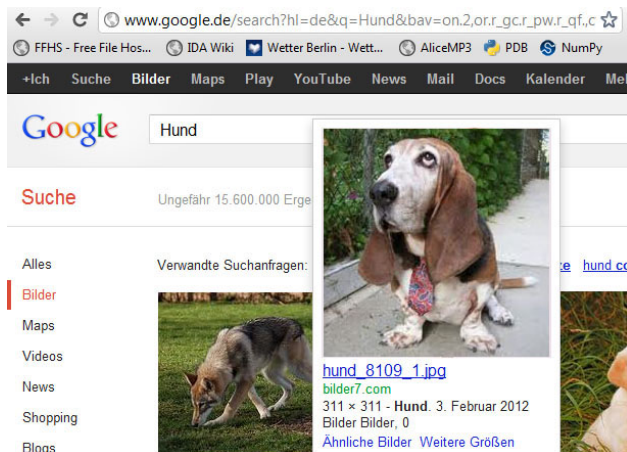 www.google.de/search?hl=de&q=Hund&bav=on.2,or.r_gc.r_pw.r_qf.,c
FFHS - Free File Hos... IDA Wiki Wetter Berlin - Wett... AliceMP3 PDB NumPy
+Ich Suche Bilder Maps Play YouTube News Mail Docs Kalender
Google Hund
Suche Ungefähr 15.600.000
Alles Verwandte Suchanfragen: hund
Bilder
Maps
Videos
News
Shopping
Blogs
hund_8109_1.jpg
bilder7.com
311 × 311 - Hund. 3. Februar 2012
Bilder Bilder, 0
Ähnliche Bilder Weitere Größen